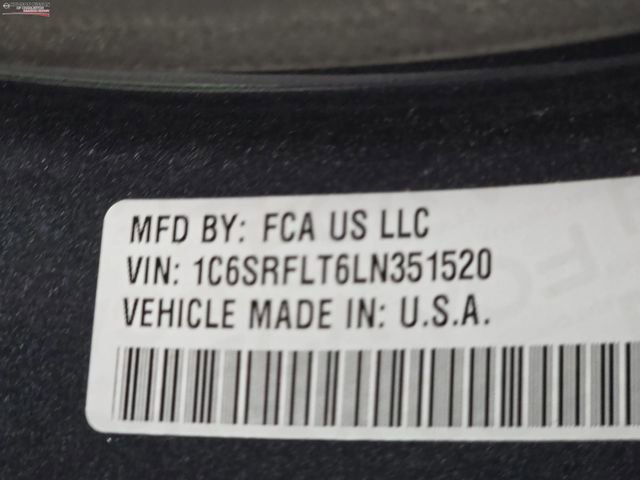 MFD BY: FCA US LLC
VIN: 1C6SRFLT6LN351520
VEHICLE MADE IN: U.S.A.